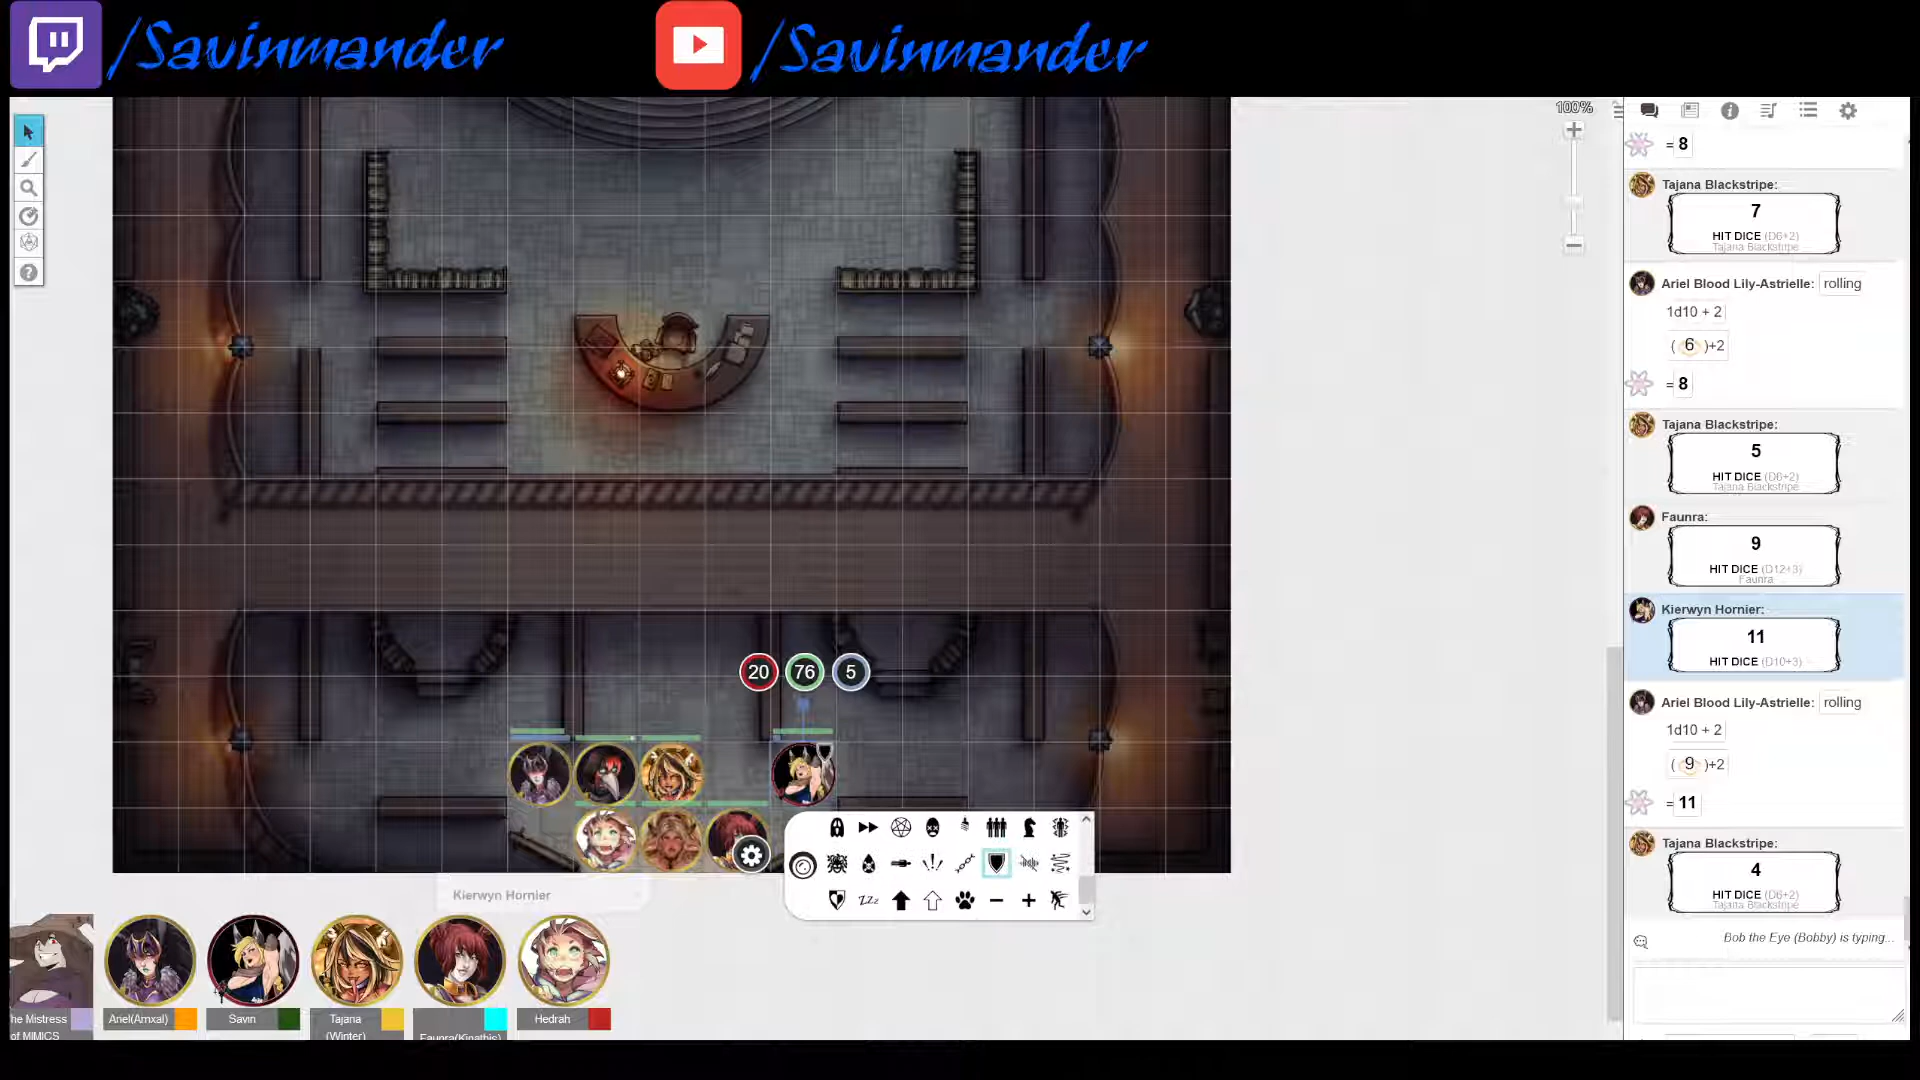 /Savinmander
/Savinmander
100%
= 8
Tajana Blackstripe:
7
HIT DICE (D6+2)
Tajana Blackstripe
Ariel Blood Lily-Astrielle: rolling
1d10 + 2
( 6 )+2
= 8
Tajana Blackstripe:
5
HIT DICE (D6+2)
Tajana Blackstripe
Faunra:
9
HIT DICE (D12+3)
Faunra
Kierwyn Hornier:
11
HIT DICE (D10+3)
Ariel Blood Lily-Astrielle: rolling
1d10 + 2
( 9 )+2
= 11
Tajana Blackstripe:
4
HIT DICE (D6+2)
Tajana Blackstripe
Bob the Eye (Bobby) is typing...
20 76 5
Zzz
Kierwyn Hornier
he Mistress
of MIMICS
Ariel(Amxal)
Savin
Tajana
(Winter)
Faunra(Kinathis)
Hedrah